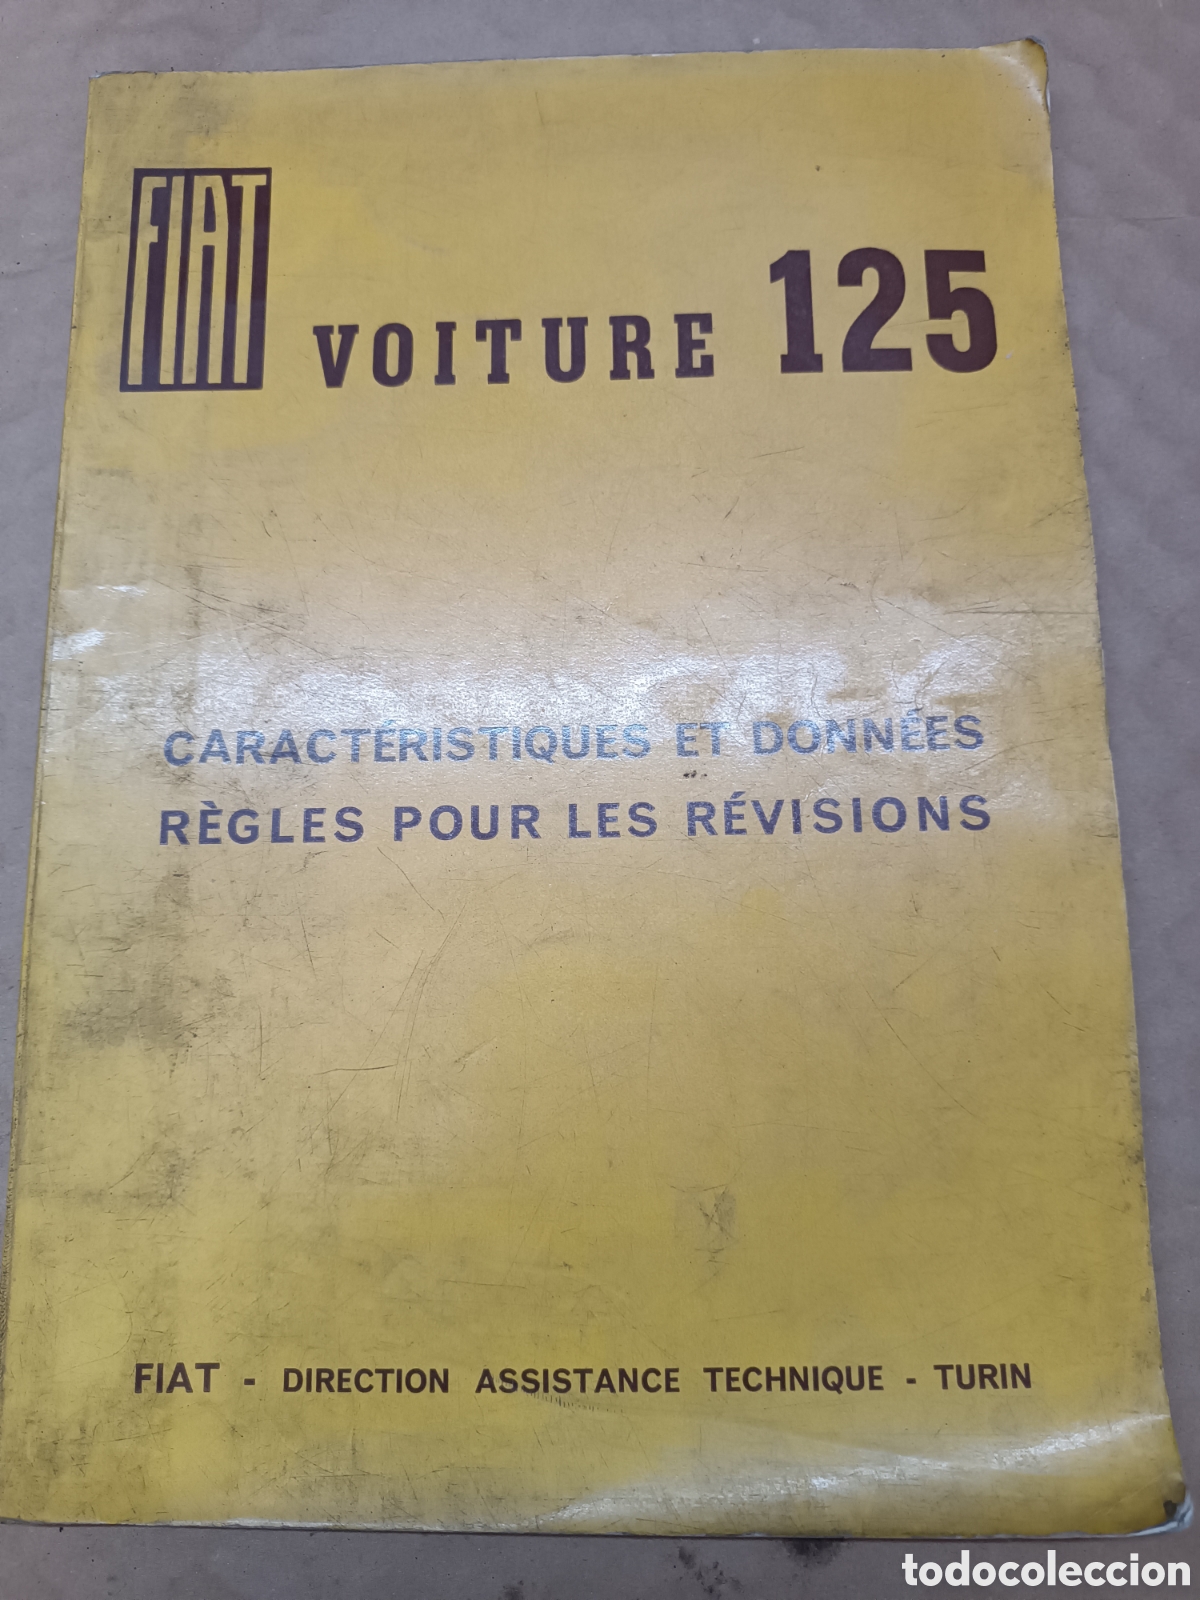 FIAT
VOITURE 125
CARACTÉRISTIQUES ET DONNÉES
RÈGLES POUR LES RÉVISIONS
FIAT - DIRECTION ASSISTANCE TECHNIQUE - TURIN
todocoleccion